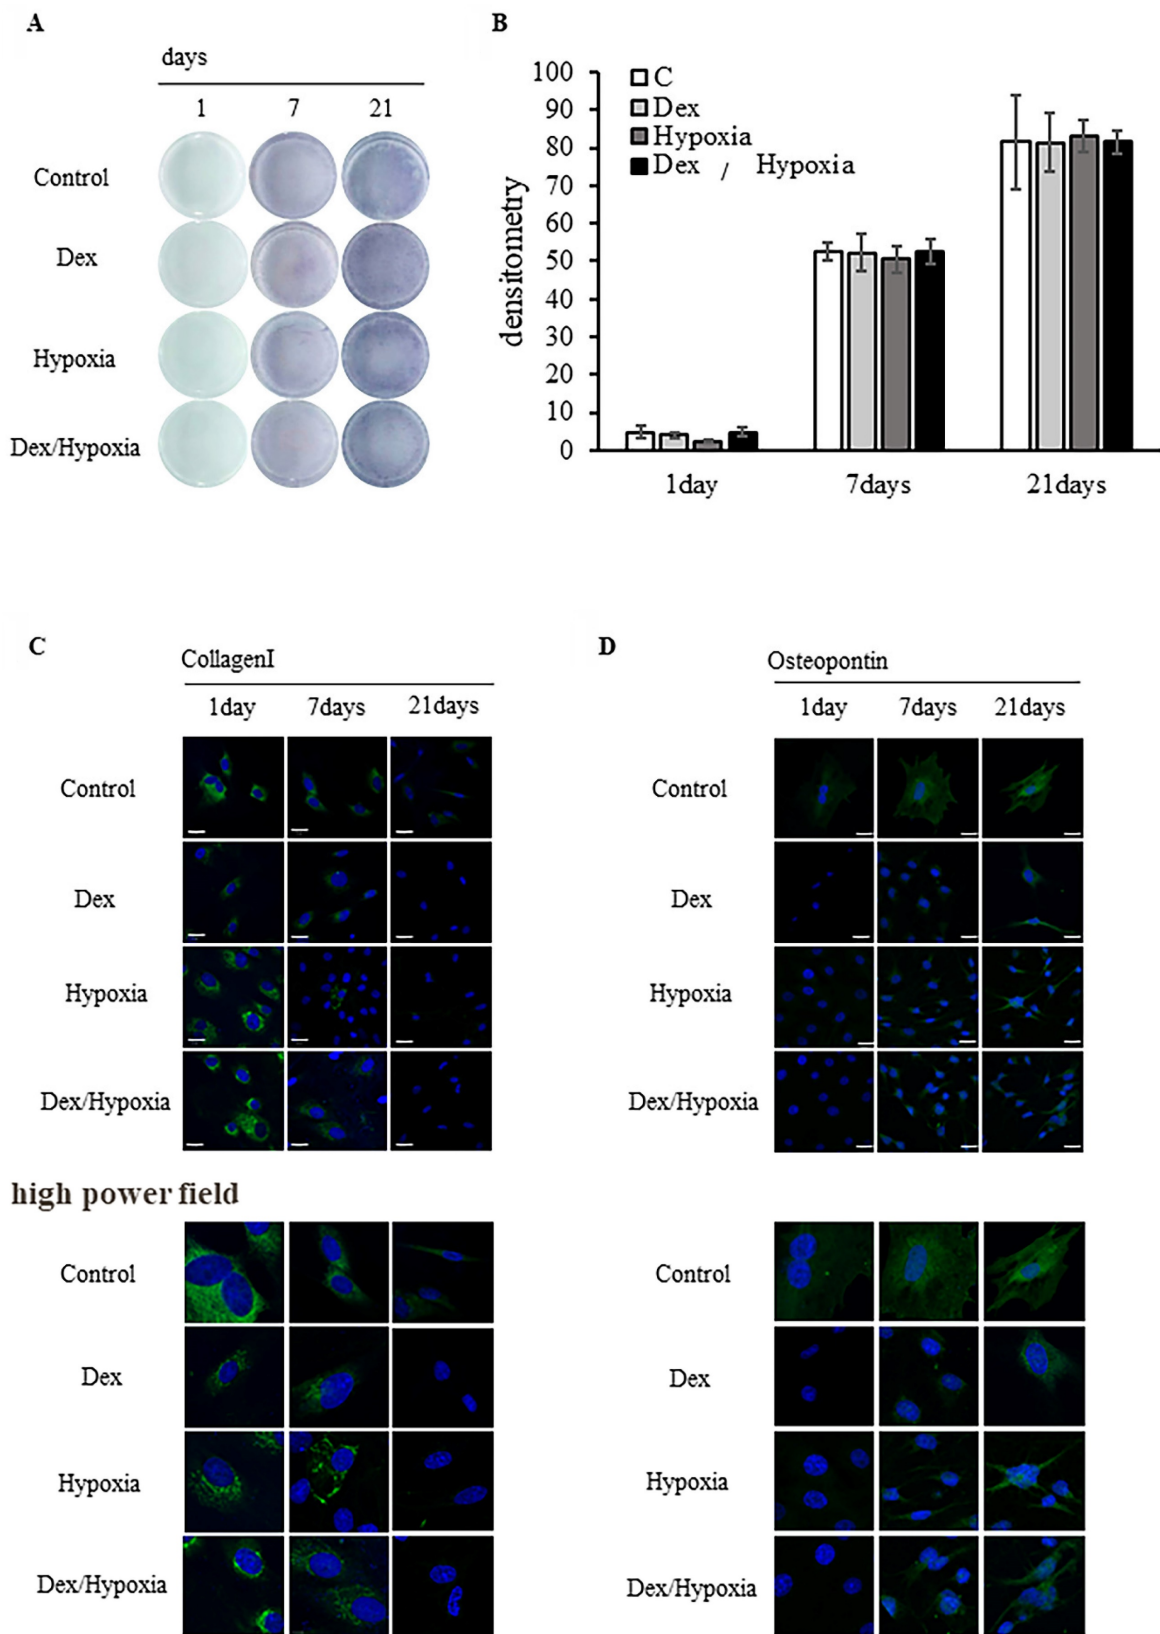 A
days
1 7 21
Control
Dex
Hypoxia
Dex/Hypoxia
B
densitometry
100
90
80
70
60
50
40
30
20
10
0
C
Dex
Hypoxia
Dex / Hypoxia
1day 7days 21days
C
CollagenI
1day 7days 21days
Control
Dex
Hypoxia
Dex/Hypoxia
D
Osteopontin
1day 7days 21days
Control
Dex
Hypoxia
Dex/Hypoxia
high power field
Control
Dex
Hypoxia
Dex/Hypoxia
Control
Dex
Hypoxia
Dex/Hypoxia